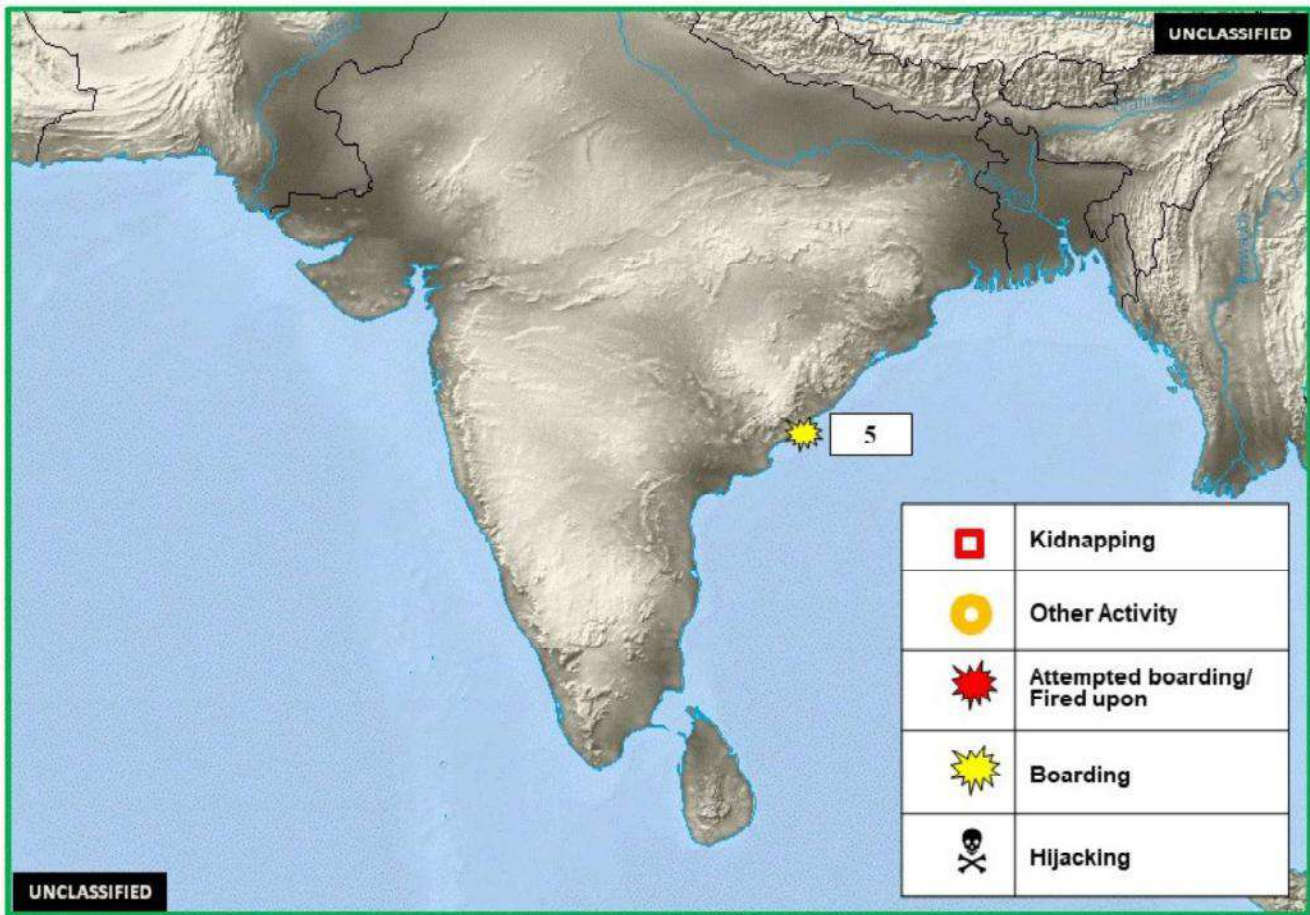 UNCLASSIFIED
5
Kidnapping
Other Activity
Attempted boarding/
Fired upon
Boarding
Hijacking
UNCLASSIFIED